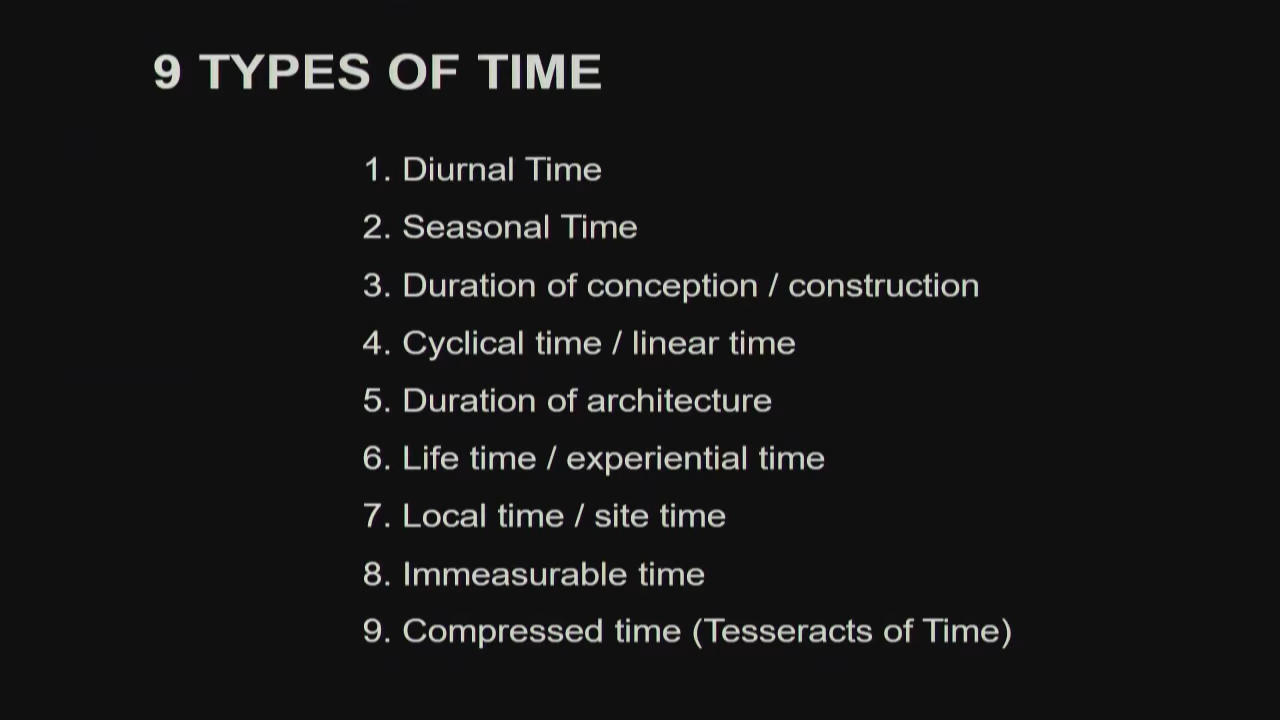 9 TYPES OF TIME
1. Diurnal Time
2. Seasonal Time
3. Duration of conception / construction
4. Cyclical time / linear time
5. Duration of architecture
6. Life time / experiential time
7. Local time / site time
8. Immeasurable time
9. Compressed time (Tesseracts of Time)